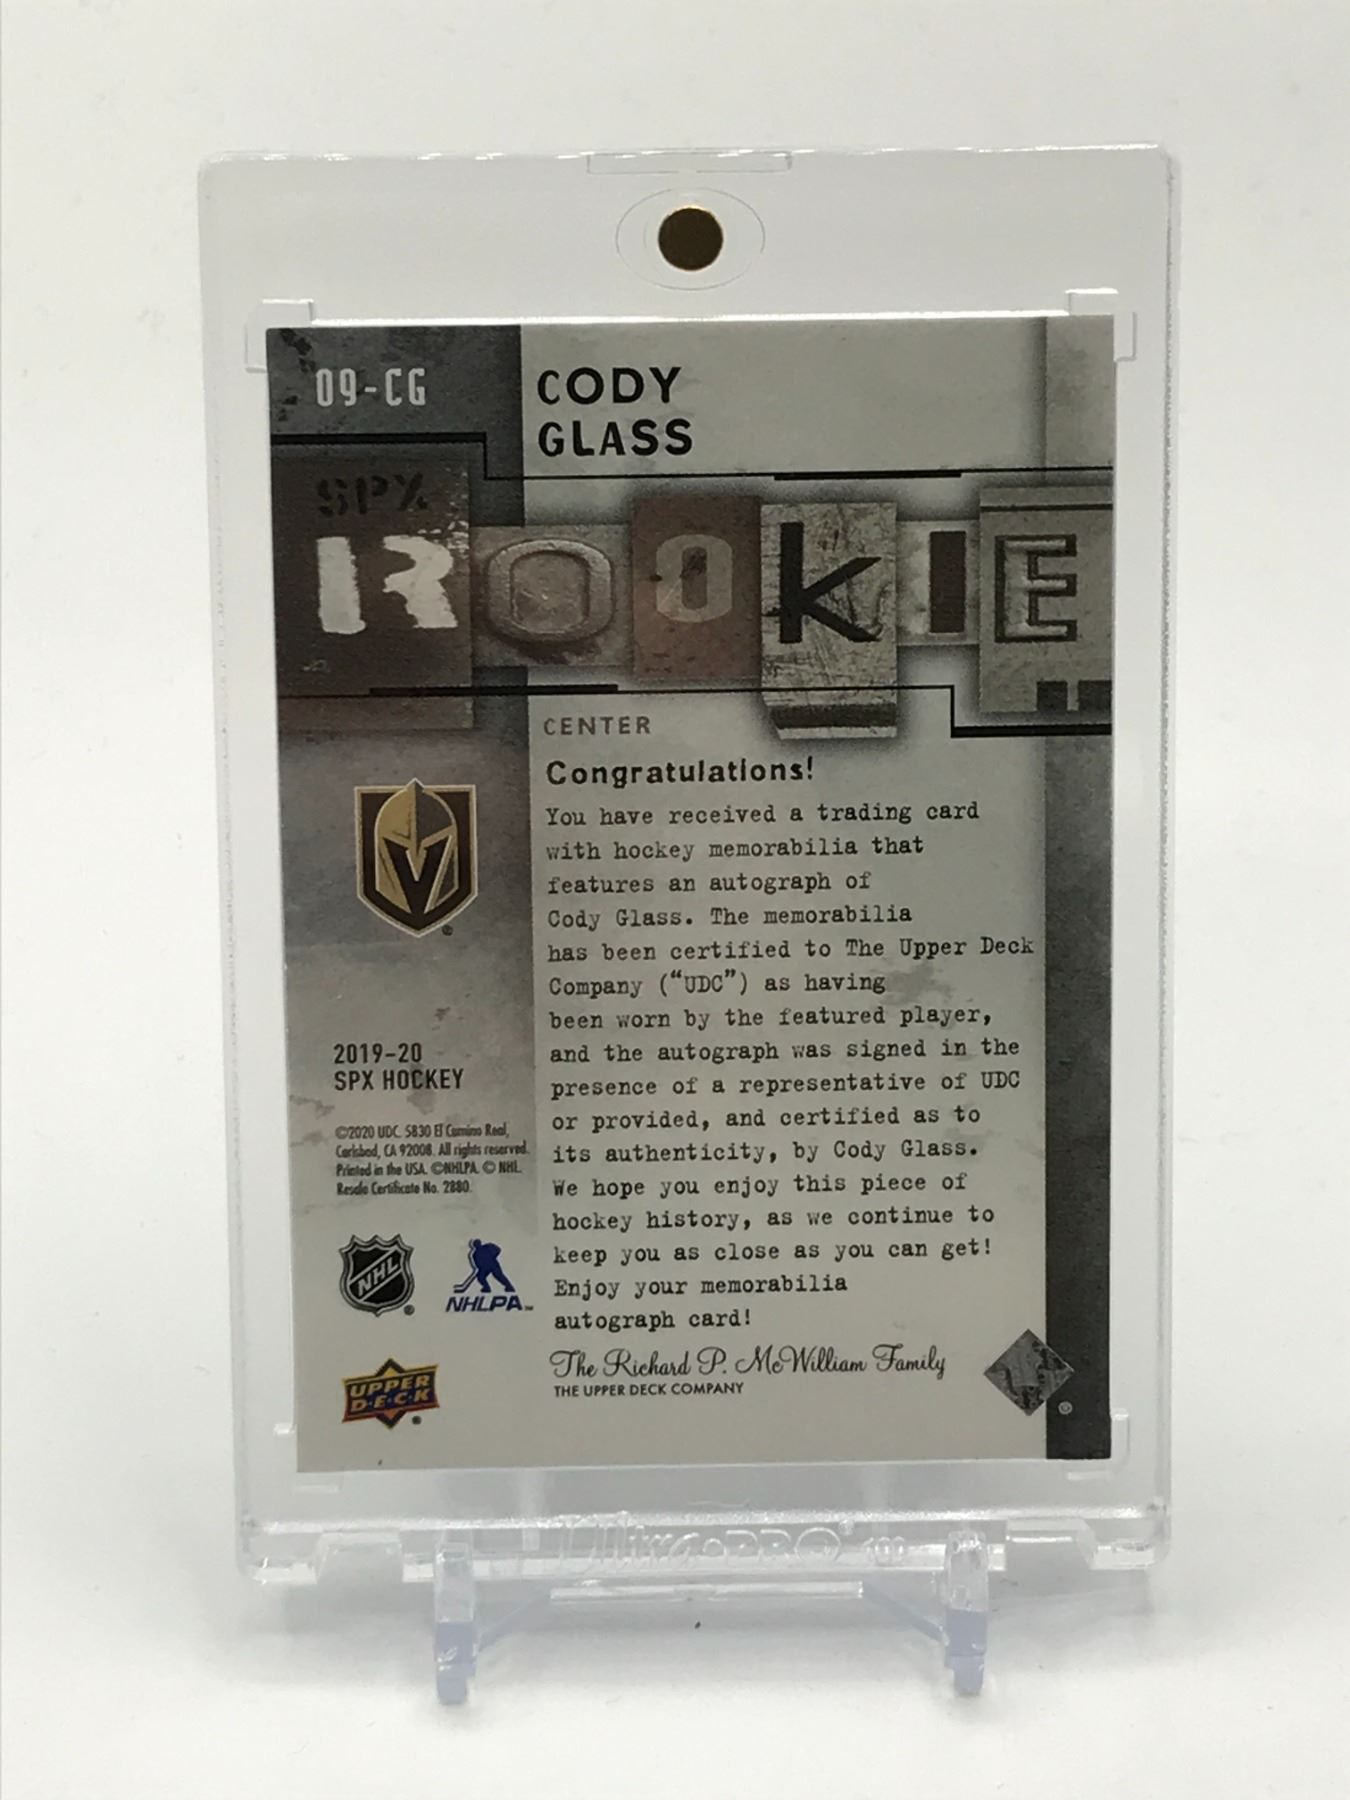 09-CG
CODY
GLASS
SPX
ROOKIE
CENTER
Congratulations!
You have received a trading card
with hockey memorabilia that
features an autograph of
Cody Glass. The memorabilia
has been certified to The Upper Deck
Company (“UDC”) as having
been worn by the featured player,
and the autograph was signed in the
presence of a representative of UDC
or provided, and certified as to
its authenticity, by Cody Glass.
We hope you enjoy this piece of
hockey history, as we continue to
keep you as close as you can get!
Enjoy your memorabilia
autograph card!
The Richard P. McWilliam Family
THE UPPER DECK COMPANY
2019-20
SPX HOCKEY
©2020 UDC. 5830 El Camino Real,
Carlsbad, CA 92008. All rights reserved.
Printed in the USA. ©NHLPA. © NHL.
Resale Certificate No. 2880.
NHL ®
NHLPA™
UPPER
D·E·C·K ®
Ultra·PRO®